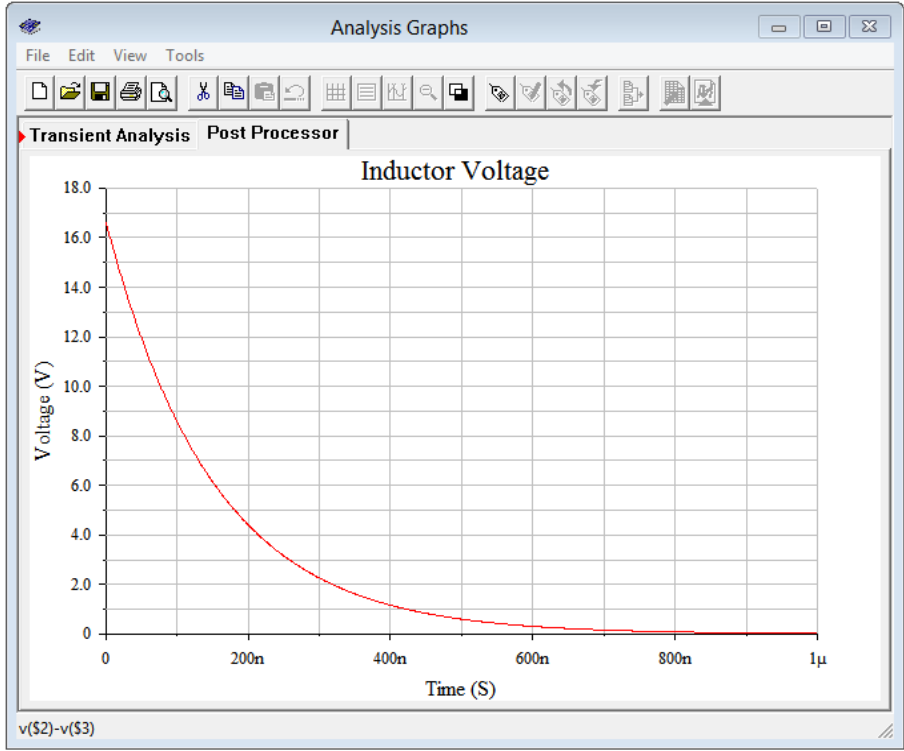 Analysis Graphs
File Edit View Tools
Transient Analysis Post Processor
Inductor Voltage
18.0
16.0
14.0
12.0
10.0
8.0
6.0
4.0
2.0
0
Voltage (V)
0 200n 400n 600n 800n 1μ
Time (S)
v($2)-v($3)